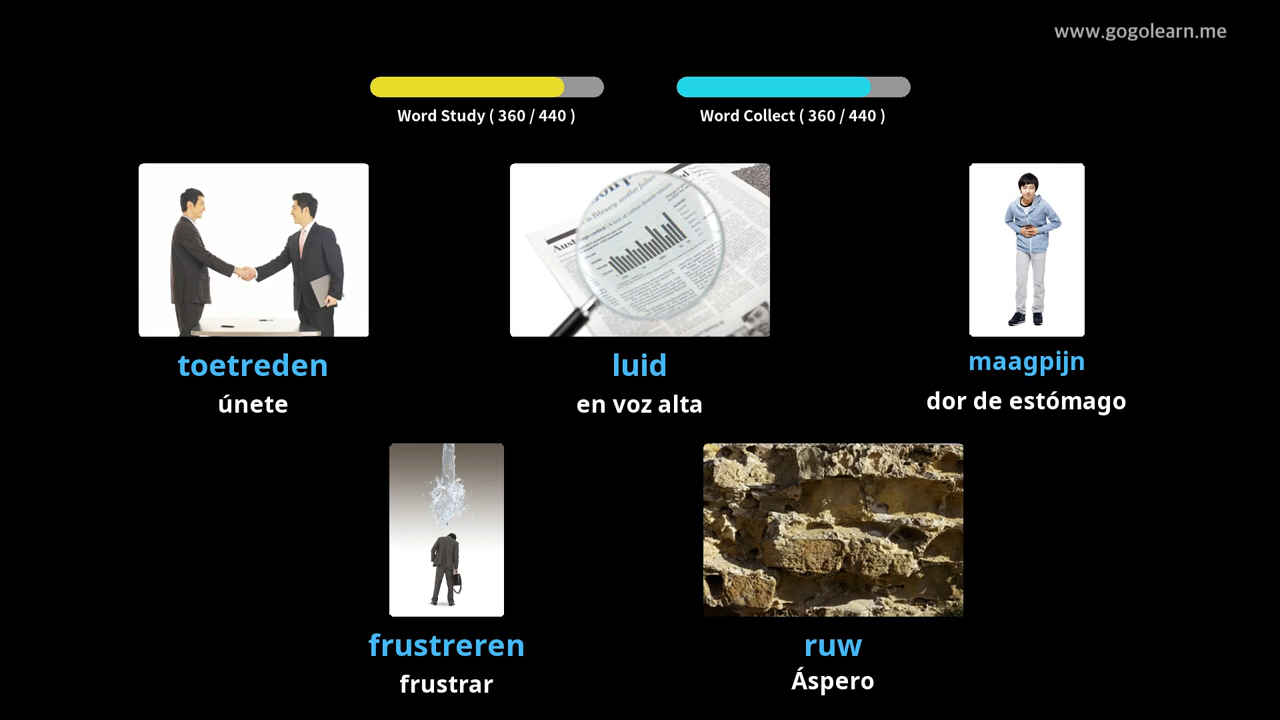 www.gogolearn.me
Word Study ( 360 / 440 )
Word Collect ( 360 / 440 )
toetreden
únete
luid
en voz alta
maagpijn
dor de estómago
frustreren
frustrar
ruw
Áspero